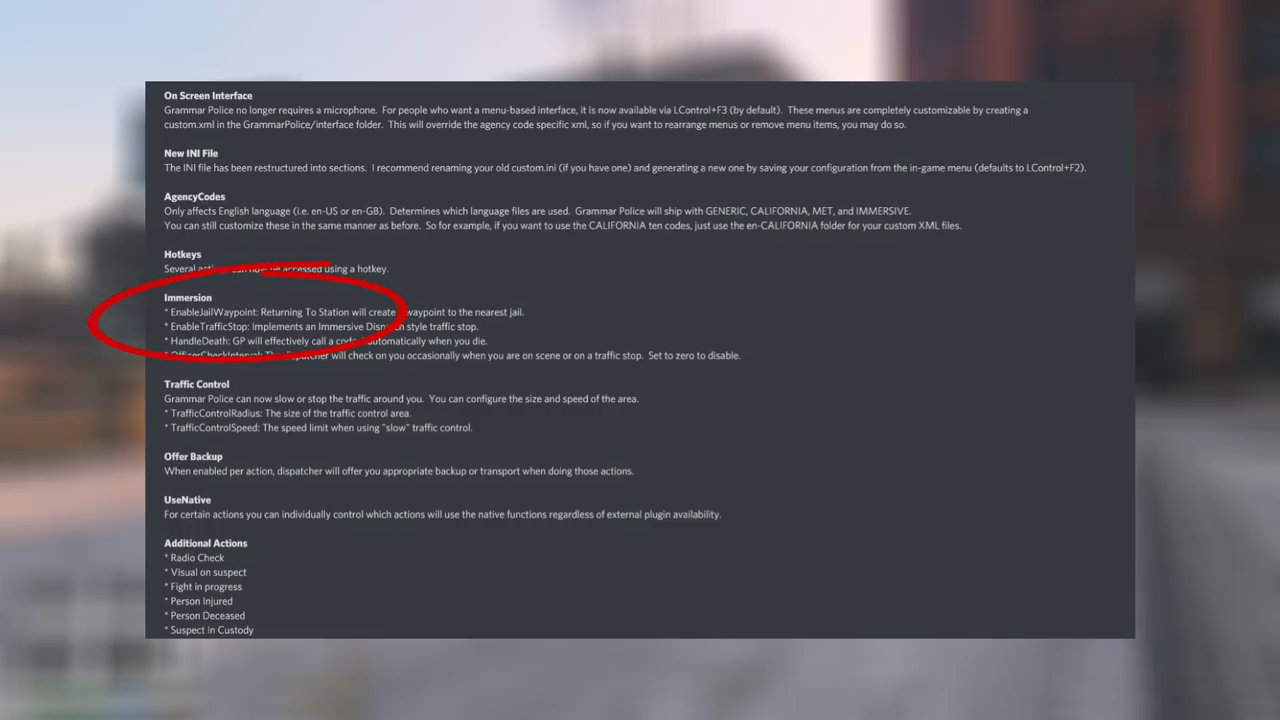 On Screen Interface
Grammar Police no longer requires a microphone. For people who want a menu-based interface, it is now available via LControl+F3 (by default). These menus are completely customizable by creating a
custom.xml in the GrammarPolice/interface folder. This will override the agency code specific xml, so if you want to rearrange menus or remove menu items, you may do so.
New INI File
The INI file has been restructured into sections. I recommend renaming your old custom.ini (if you have one) and generating a new one by saving your configuration from the in-game menu (defaults to LControl+F2).
AgencyCodes
Only affects English language (i.e. en-US or en-GB). Determines which language files are used. Grammar Police will ship with GENERIC, CALIFORNIA, MET, and IMMERSIVE.
You can still customize these in the same manner as before. So for example, if you want to use the CALIFORNIA ten codes, just use the en-CALIFORNIA folder for your custom XML files.
Hotkeys
Several accessed using a hotkey.
Immersion
* EnableJailWaypoint: Returning To Station will create waypoint to the nearest jail.
* EnableTrafficStop: Implements an Immersive style traffic stop.
* HandleDeath: GP will effectively call a automatically when you die.
* OfficerCheckInterval: will check on you occasionally when you are on scene or on a traffic stop. Set to zero to disable.
Traffic Control
Grammar Police can now slow or stop the traffic around you. You can configure the size and speed of the area.
* TrafficControlRadius: The size of the traffic control area.
* TrafficControlSpeed: The speed limit when using "slow" traffic control.
Offer Backup
When enabled per action, dispatcher will offer you appropriate backup or transport when doing those actions.
UseNative
For certain actions you can individually control which actions will use the native functions regardless of external plugin availability.
Additional Actions
* Radio Check
* Visual on suspect
* Fight in progress
* Person Injured
* Person Deceased
* Suspect In Custody